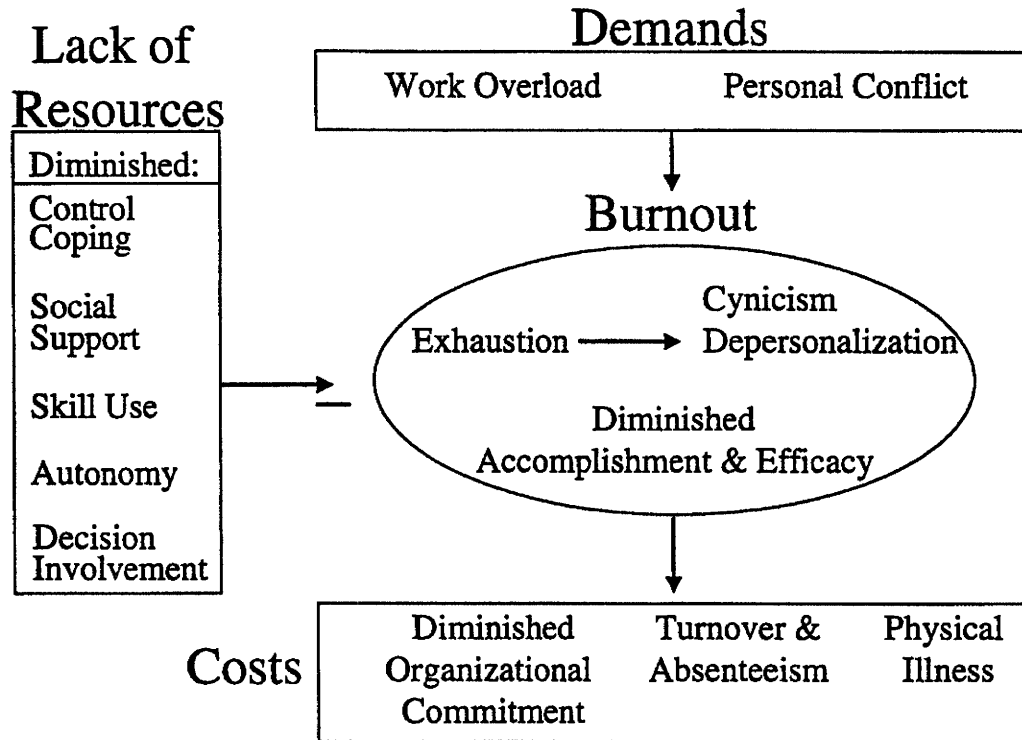 Lack of
Resources
Diminished:
Control
Coping
Social
Support
Skill Use
Autonomy
Decision
Involvement
Demands
Work Overload Personal Conflict
Burnout
Cynicism
Exhaustion Depersonalization
Diminished
Accomplishment & Efficacy
Costs
Diminished
Organizational
Commitment
Turnover &
Absenteeism
Physical
Illness